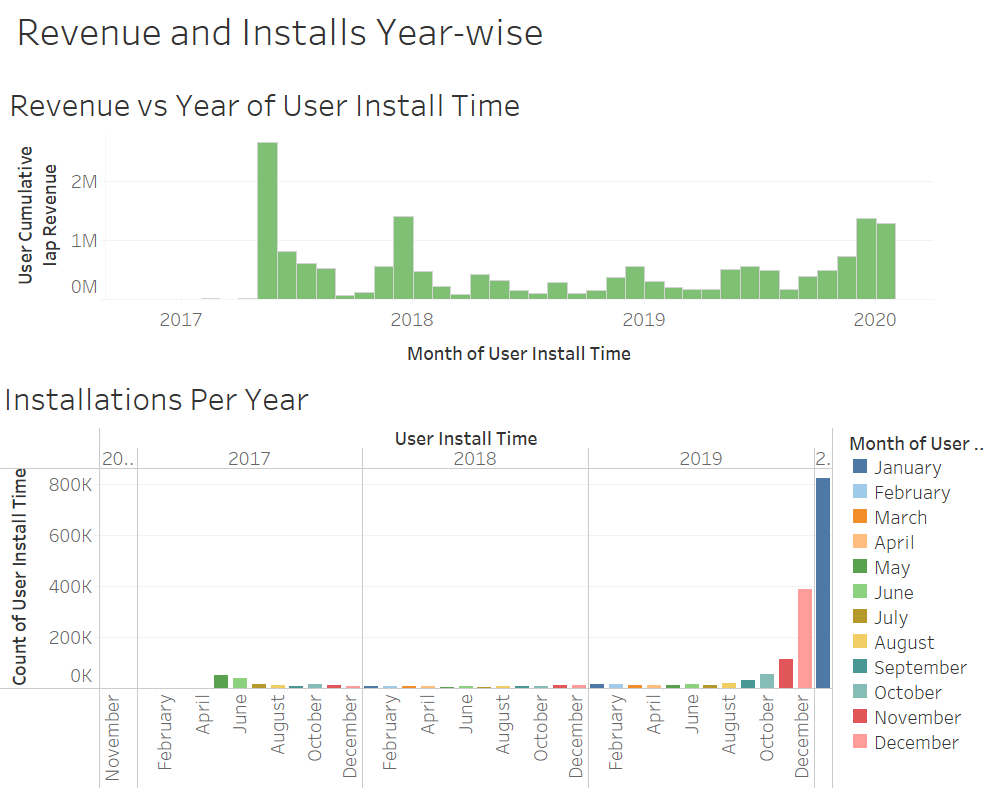 Revenue and Installs Year-wise
Revenue vs Year of User Install Time
User Cumulative
Iap Revenue
2M
1M
0M
2017
2018
2019
2020
Month of User Install Time
Installations Per Year
User Install Time
20..
2017
2018
2019
2.
Count of User Install Time
800K
600K
400K
200K
0K
November
February
April
June
August
October
December
February
April
June
August
October
December
February
April
June
August
October
December
Month of User ..
January
February
March
April
May
June
July
August
September
October
November
December